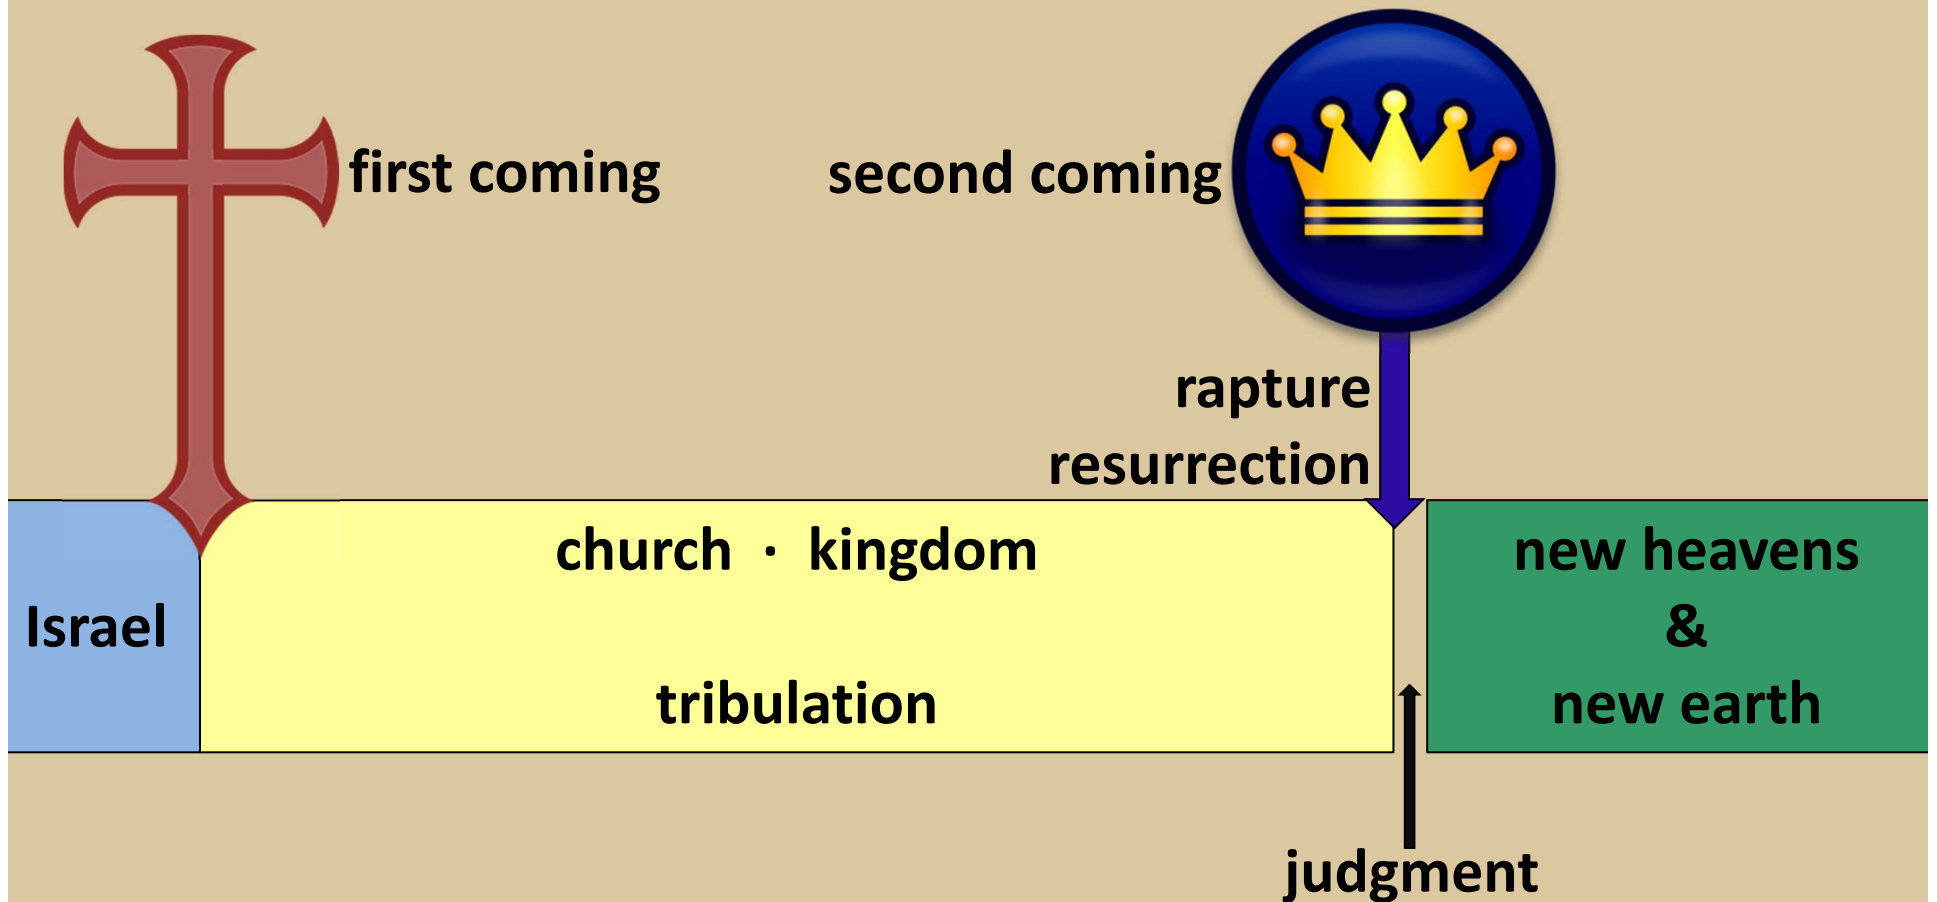 first coming
second coming
rapture
resurrection
Israel
church · kingdom
tribulation
new heavens
&
new earth
judgment